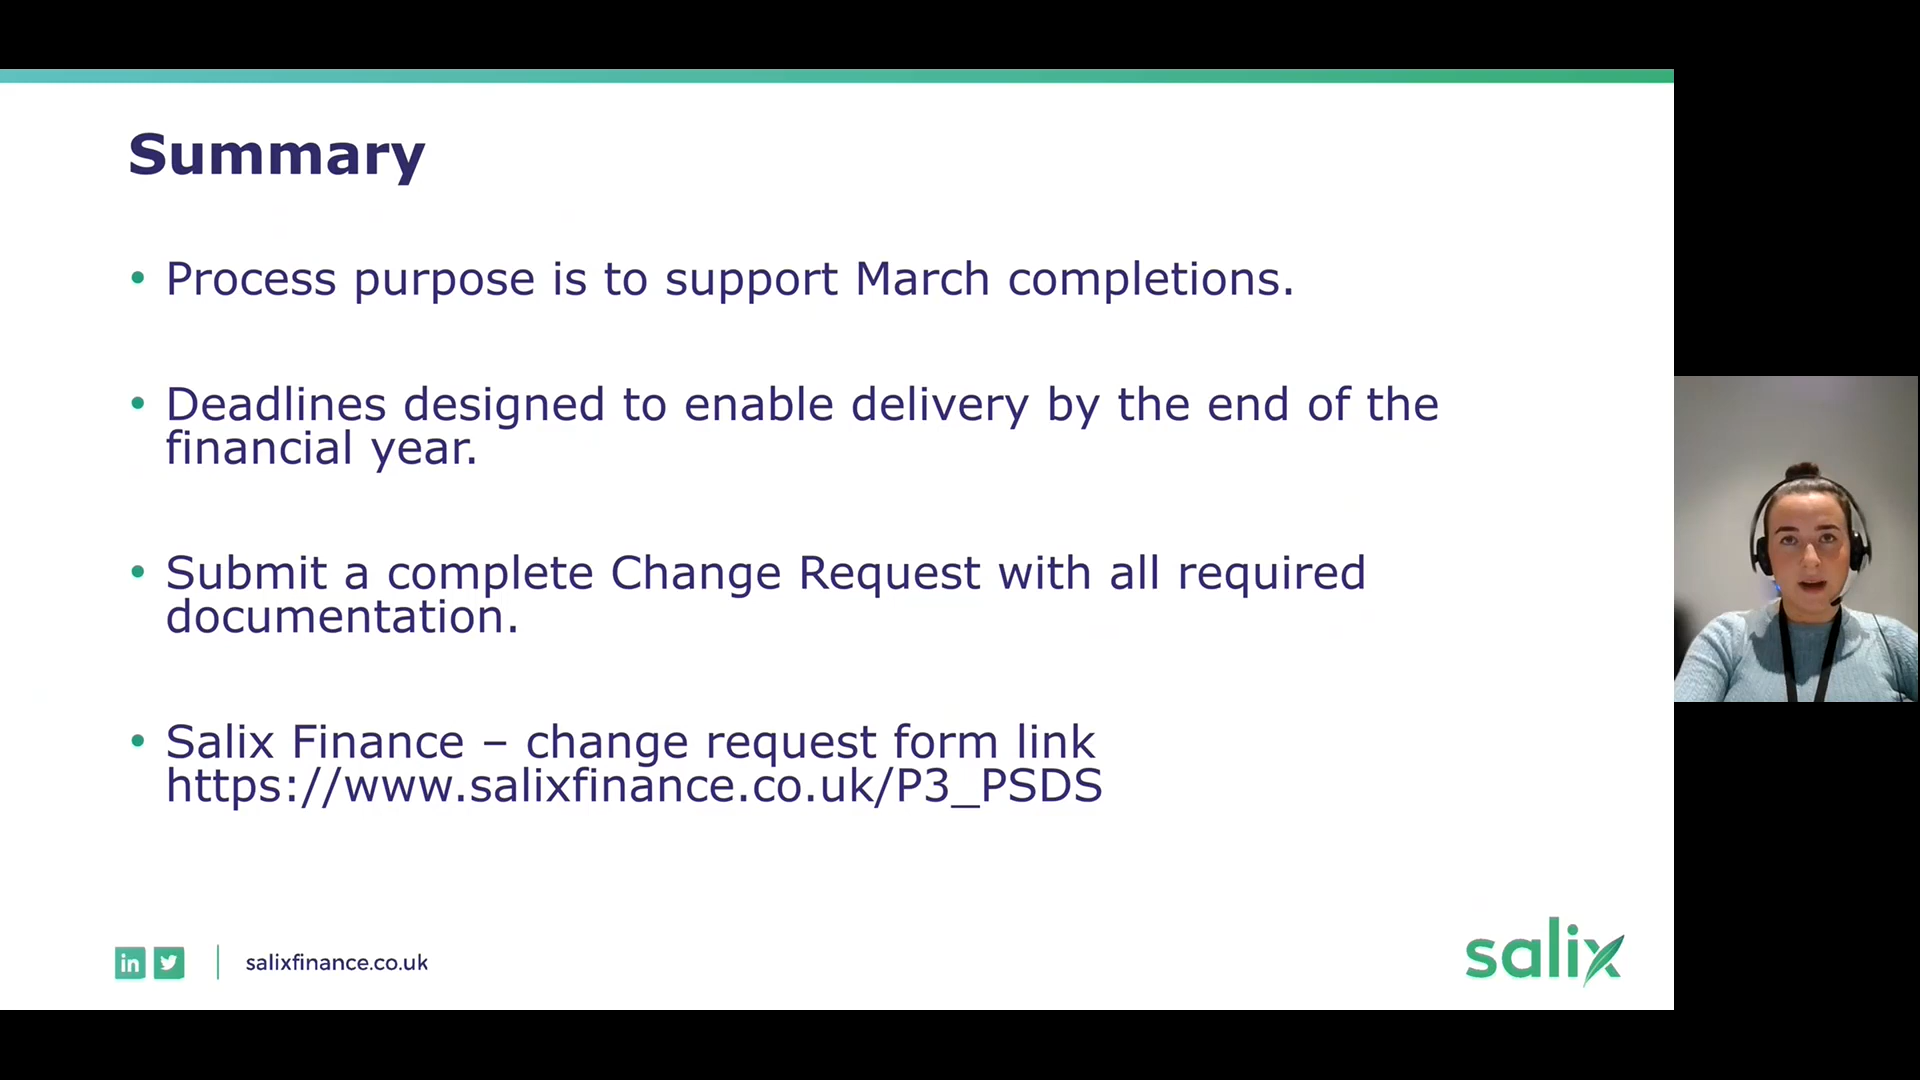 Summary
• Process purpose is to support March completions.
• Deadlines designed to enable delivery by the end of the
financial year.
• Submit a complete Change Request with all required
documentation.
• Salix Finance – change request form link
https://www.salixfinance.co.uk/P3_PSDS
in
salixfinance.co.uk
salix